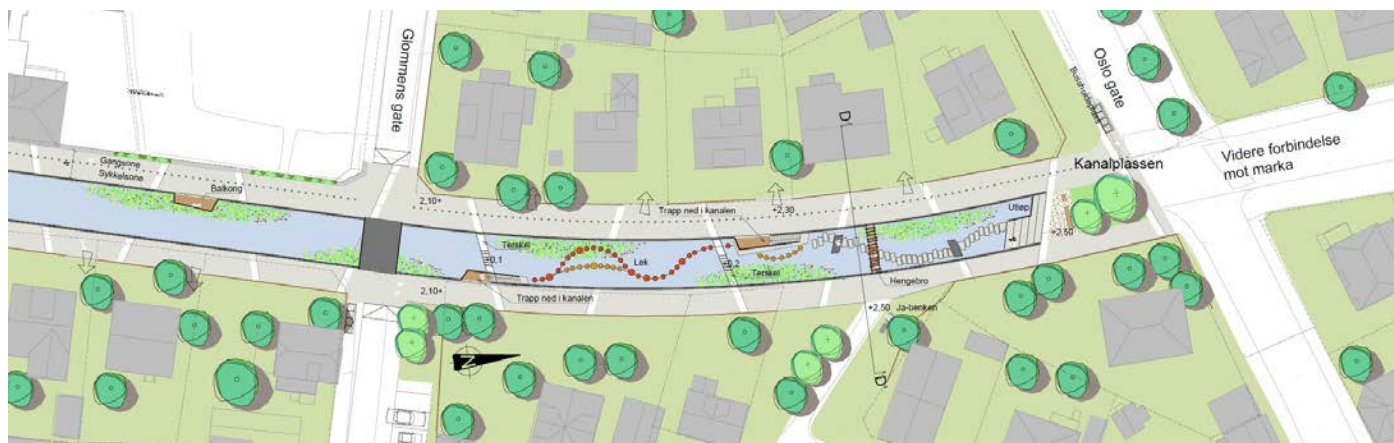 Glommens gate
Oslo gate
Bussholdeplass
Videre forbindelse
mot marka
Kanalplassen
Gangsone
Sykkelsone
Balkong
2,10+
Trapp ned i kanalen
+2,30
D
Utløp
+2,50
Terskel
+0,1
Lek
+0,2
Terskel
Hengebro
2,10+
Trapp ned i kanalen
+2,50
Ja-benken
N
'D'